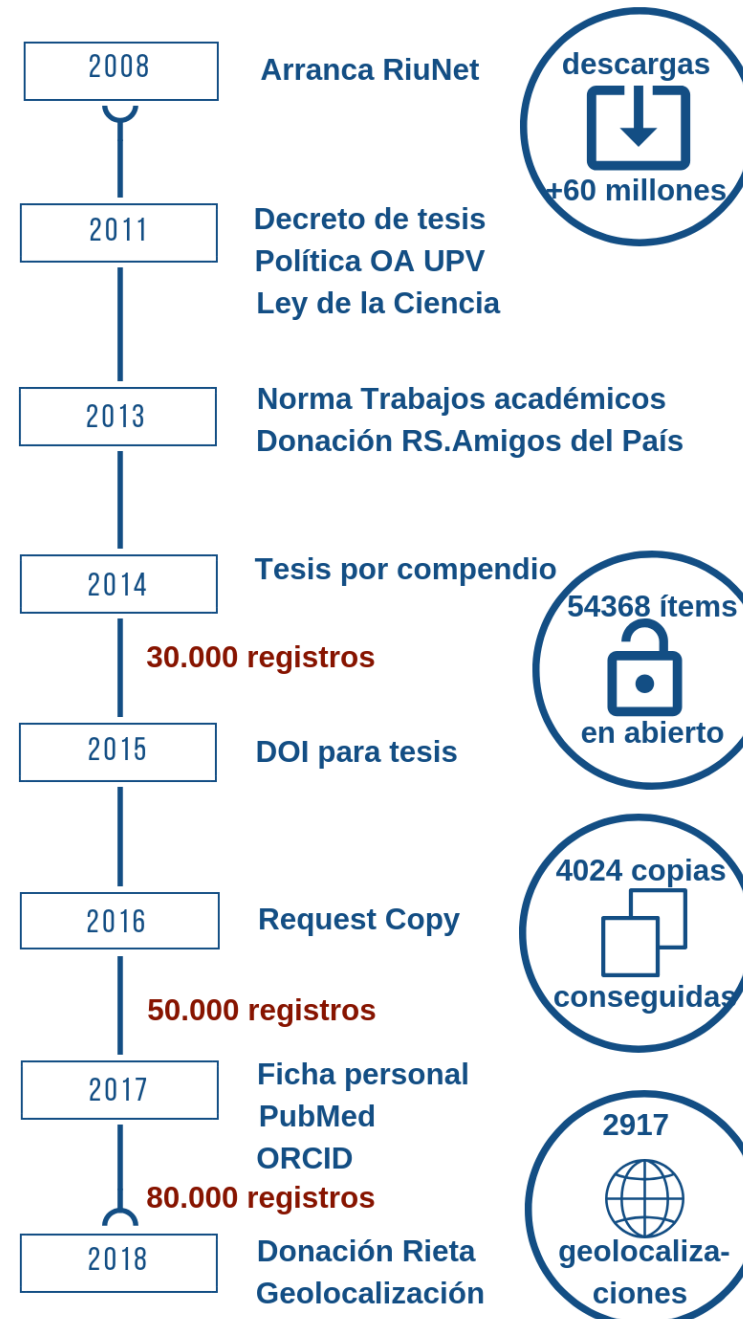 2008
Arranca RiuNet
descargas
+60 millones
2011
Decreto de tesis
Política OA UPV
Ley de la Ciencia
2013
Norma Trabajos académicos
Donación RS.Amigos del País
2014
Tesis por compendio
54368 ítems
en abierto
30.000 registros
2015
DOI para tesis
4024 copias
conseguidas
2016
Request Copy
50.000 registros
2017
Ficha personal
PubMed
ORCID
80.000 registros
2917
geolocaliza-
ciones
2018
Donación Rieta
Geolocalización